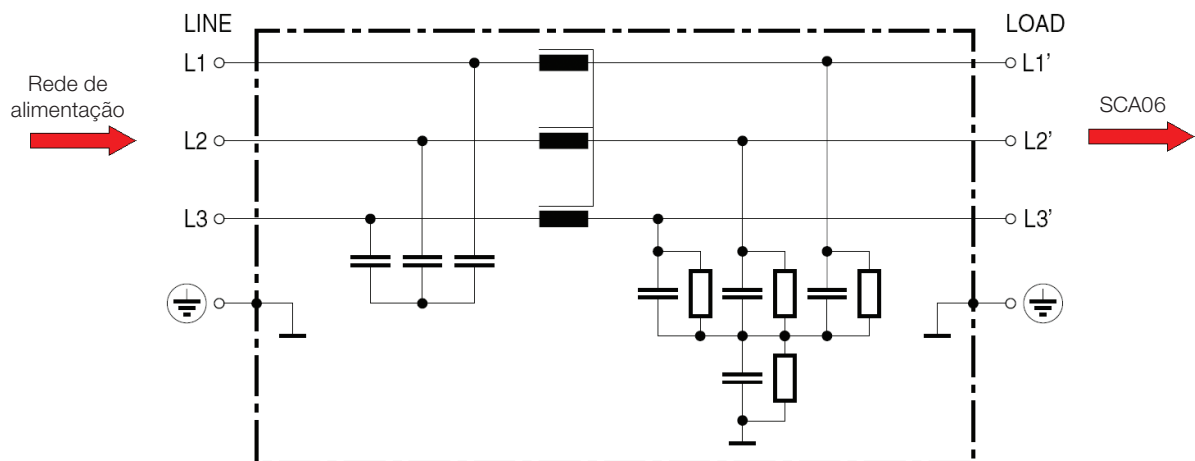 LINE
LOAD
L1
L1’
Rede de
alimentação
SCA06
L2
L2’
L3
L3’